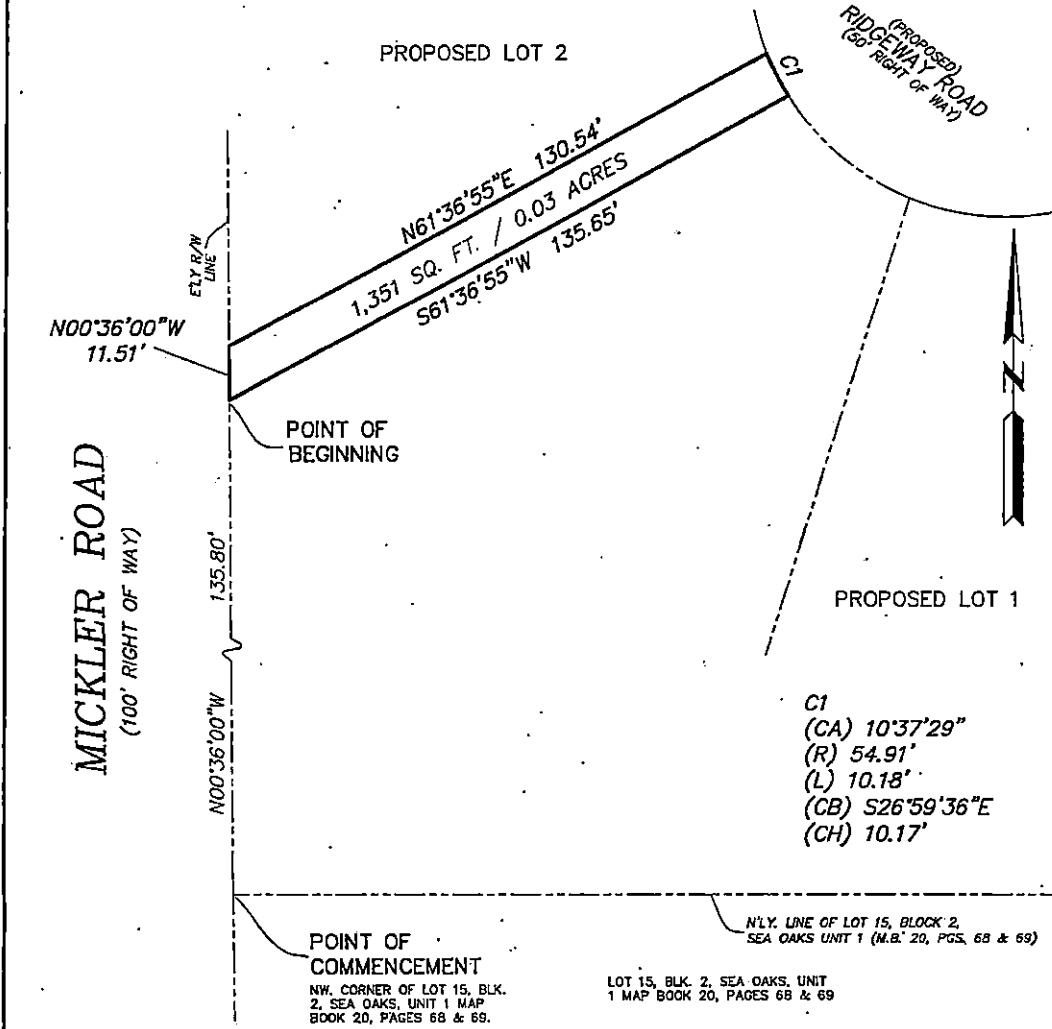 PROPOSED LOT 2
(PROPOSED)
RIDGEWAY ROAD
(50' RIGHT OF WAY)
C1
N61°36'55"E 130.54'
1,351 SQ. FT. / 0.03 ACRES
S61°36'55"W 135.65'
E'LY R/W
LINE
N00°36'00"W
11.51'
POINT OF
BEGINNING
N
MICKLER ROAD
(100' RIGHT OF WAY)
135.80'
N00°36'00"W
PROPOSED LOT 1
C1
(CA) 10°37'29"
(R) 54.91'
(L) 10.18'
(CB) S26°59'36"E
(CH) 10.17'
POINT OF
COMMENCEMENT
NW. CORNER OF LOT 15, BLK.
2, SEA OAKS, UNIT 1 MAP
BOOK 20, PAGES 68 & 69.
N'LY. LINE OF LOT 15, BLOCK 2,
SEA OAKS UNIT 1 (M.B. 20, PGS. 68 & 69)
LOT 15, BLK. 2, SEA OAKS, UNIT
1 MAP BOOK 20, PAGES 68 & 69